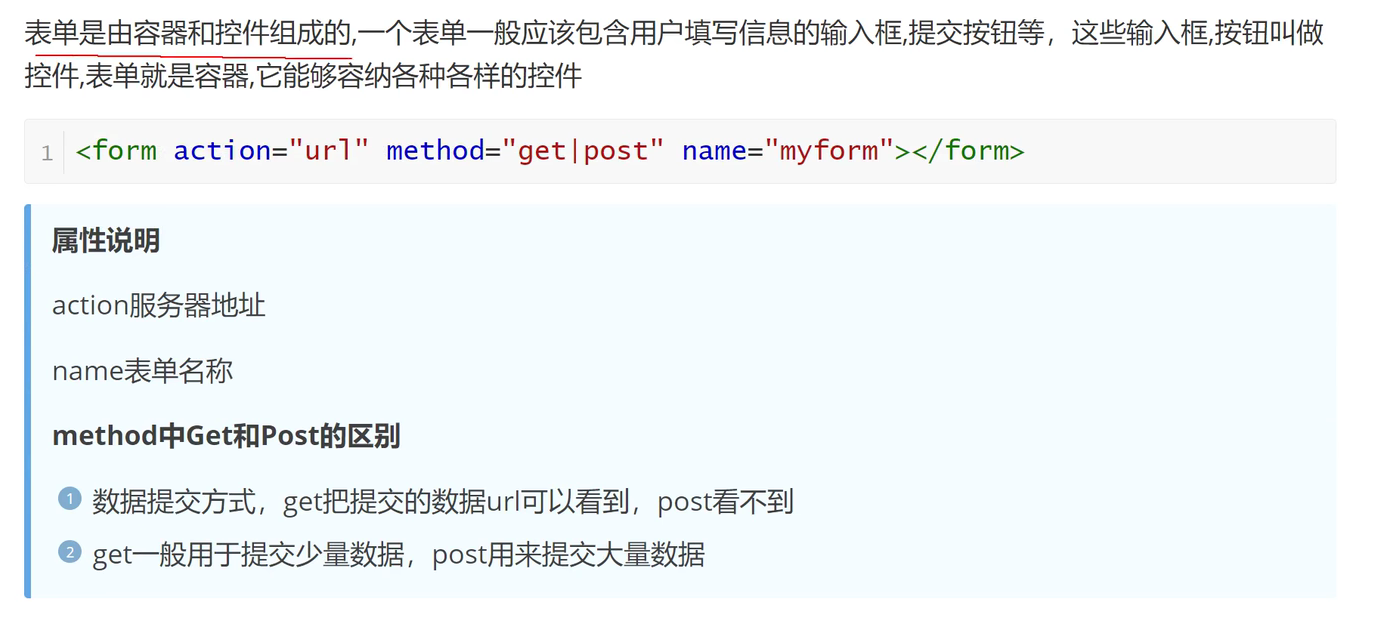 表单是由容器和控件组成的,一个表单一般应该包含用户填写信息的输入框,提交按钮等，这些输入框,按钮叫做
控件,表单就是容器,它能够容纳各种各样的控件
1 <form action="url" method="get|post" name="myform"></form>
属性说明
action服务器地址
name表单名称
method中Get和Post的区别
1 数据提交方式，get把提交的数据url可以看到，post看不到
2 get一般用于提交少量数据，post用来提交大量数据